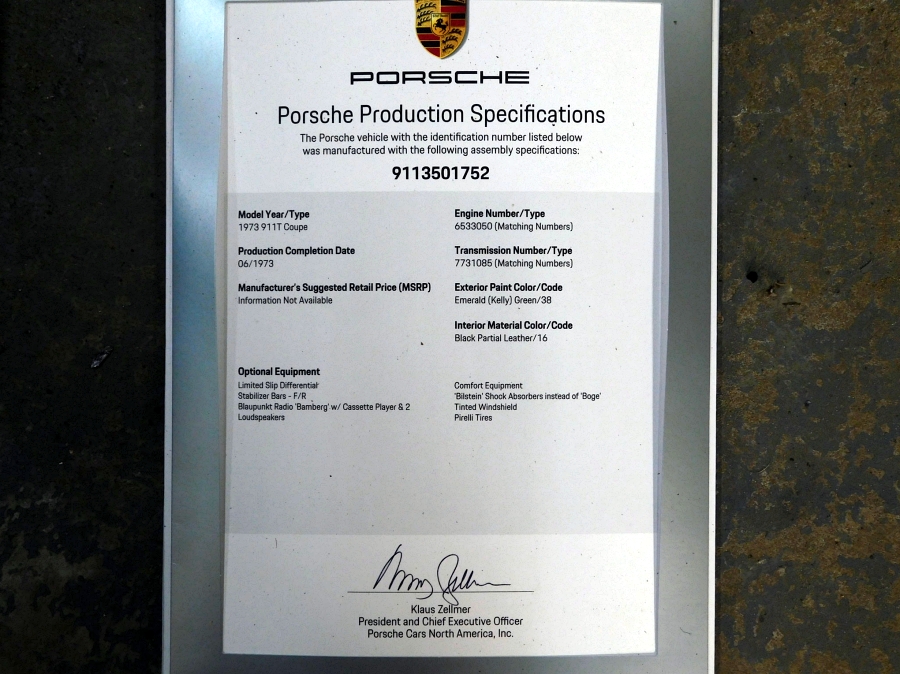 PORSCHE
Porsche Production Specifications
The Porsche vehicle with the identification number listed below
was manufactured with the following assembly specifications:
9113501752
Model Year/Type
1973 911T Coupe
Production Completion Date
06/1973
Manufacturer's Suggested Retail Price (MSRP)
Information Not Available
Engine Number/Type
6533050 (Matching Numbers)
Transmission Number/Type
7731085 (Matching Numbers)
Exterior Paint Color/Code
Emerald (Kelly) Green/38
Interior Material Color/Code
Black Partial Leather/16
Optional Equipment
Limited Slip Differential
Stabilizer Bars - F/R
Blaupunkt Radio 'Bamberg' w/ Cassette Player & 2
Loudspeakers
Comfort Equipment
'Bilstein' Shock Absorbers instead of 'Boge'
Tinted Windshield
Pirelli Tires
Klaus Zellmer
President and Chief Executive Officer
Porsche Cars North America, Inc.